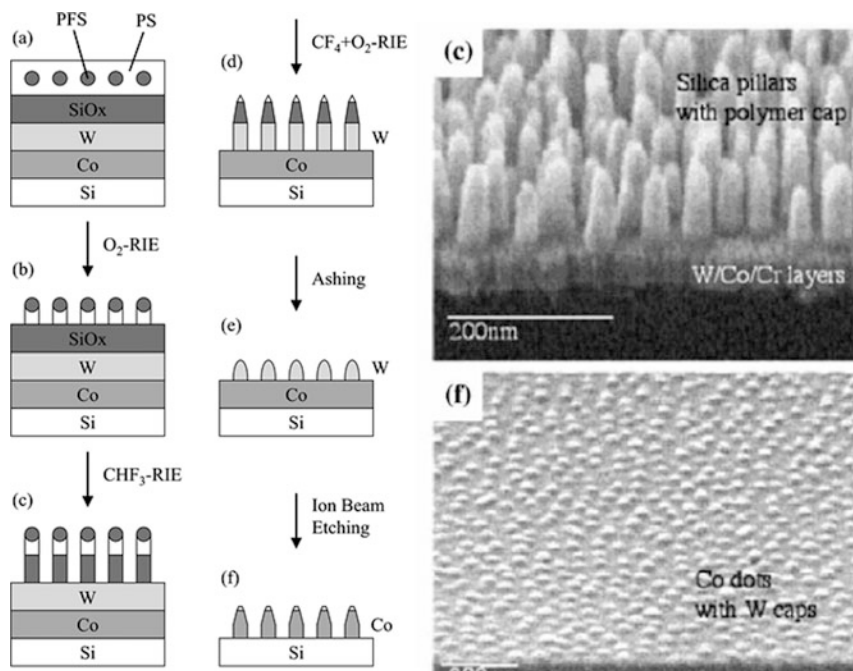 (a)
PFS
PS
SiOx
W
Co
Si
O₂-RIE
(b)
SiOx
W
Co
Si
CHF₃-RIE
(c)
W
Co
Si
CF₄+O₂-RIE
(d)
W
Co
Si
Ashing
(e)
W
Co
Si
Ion Beam
Etching
(f)
Co
Si
(c)
Silica pillars
with polymer cap
W/Co/Cr layers
200nm
(f)
Co dots
with W caps